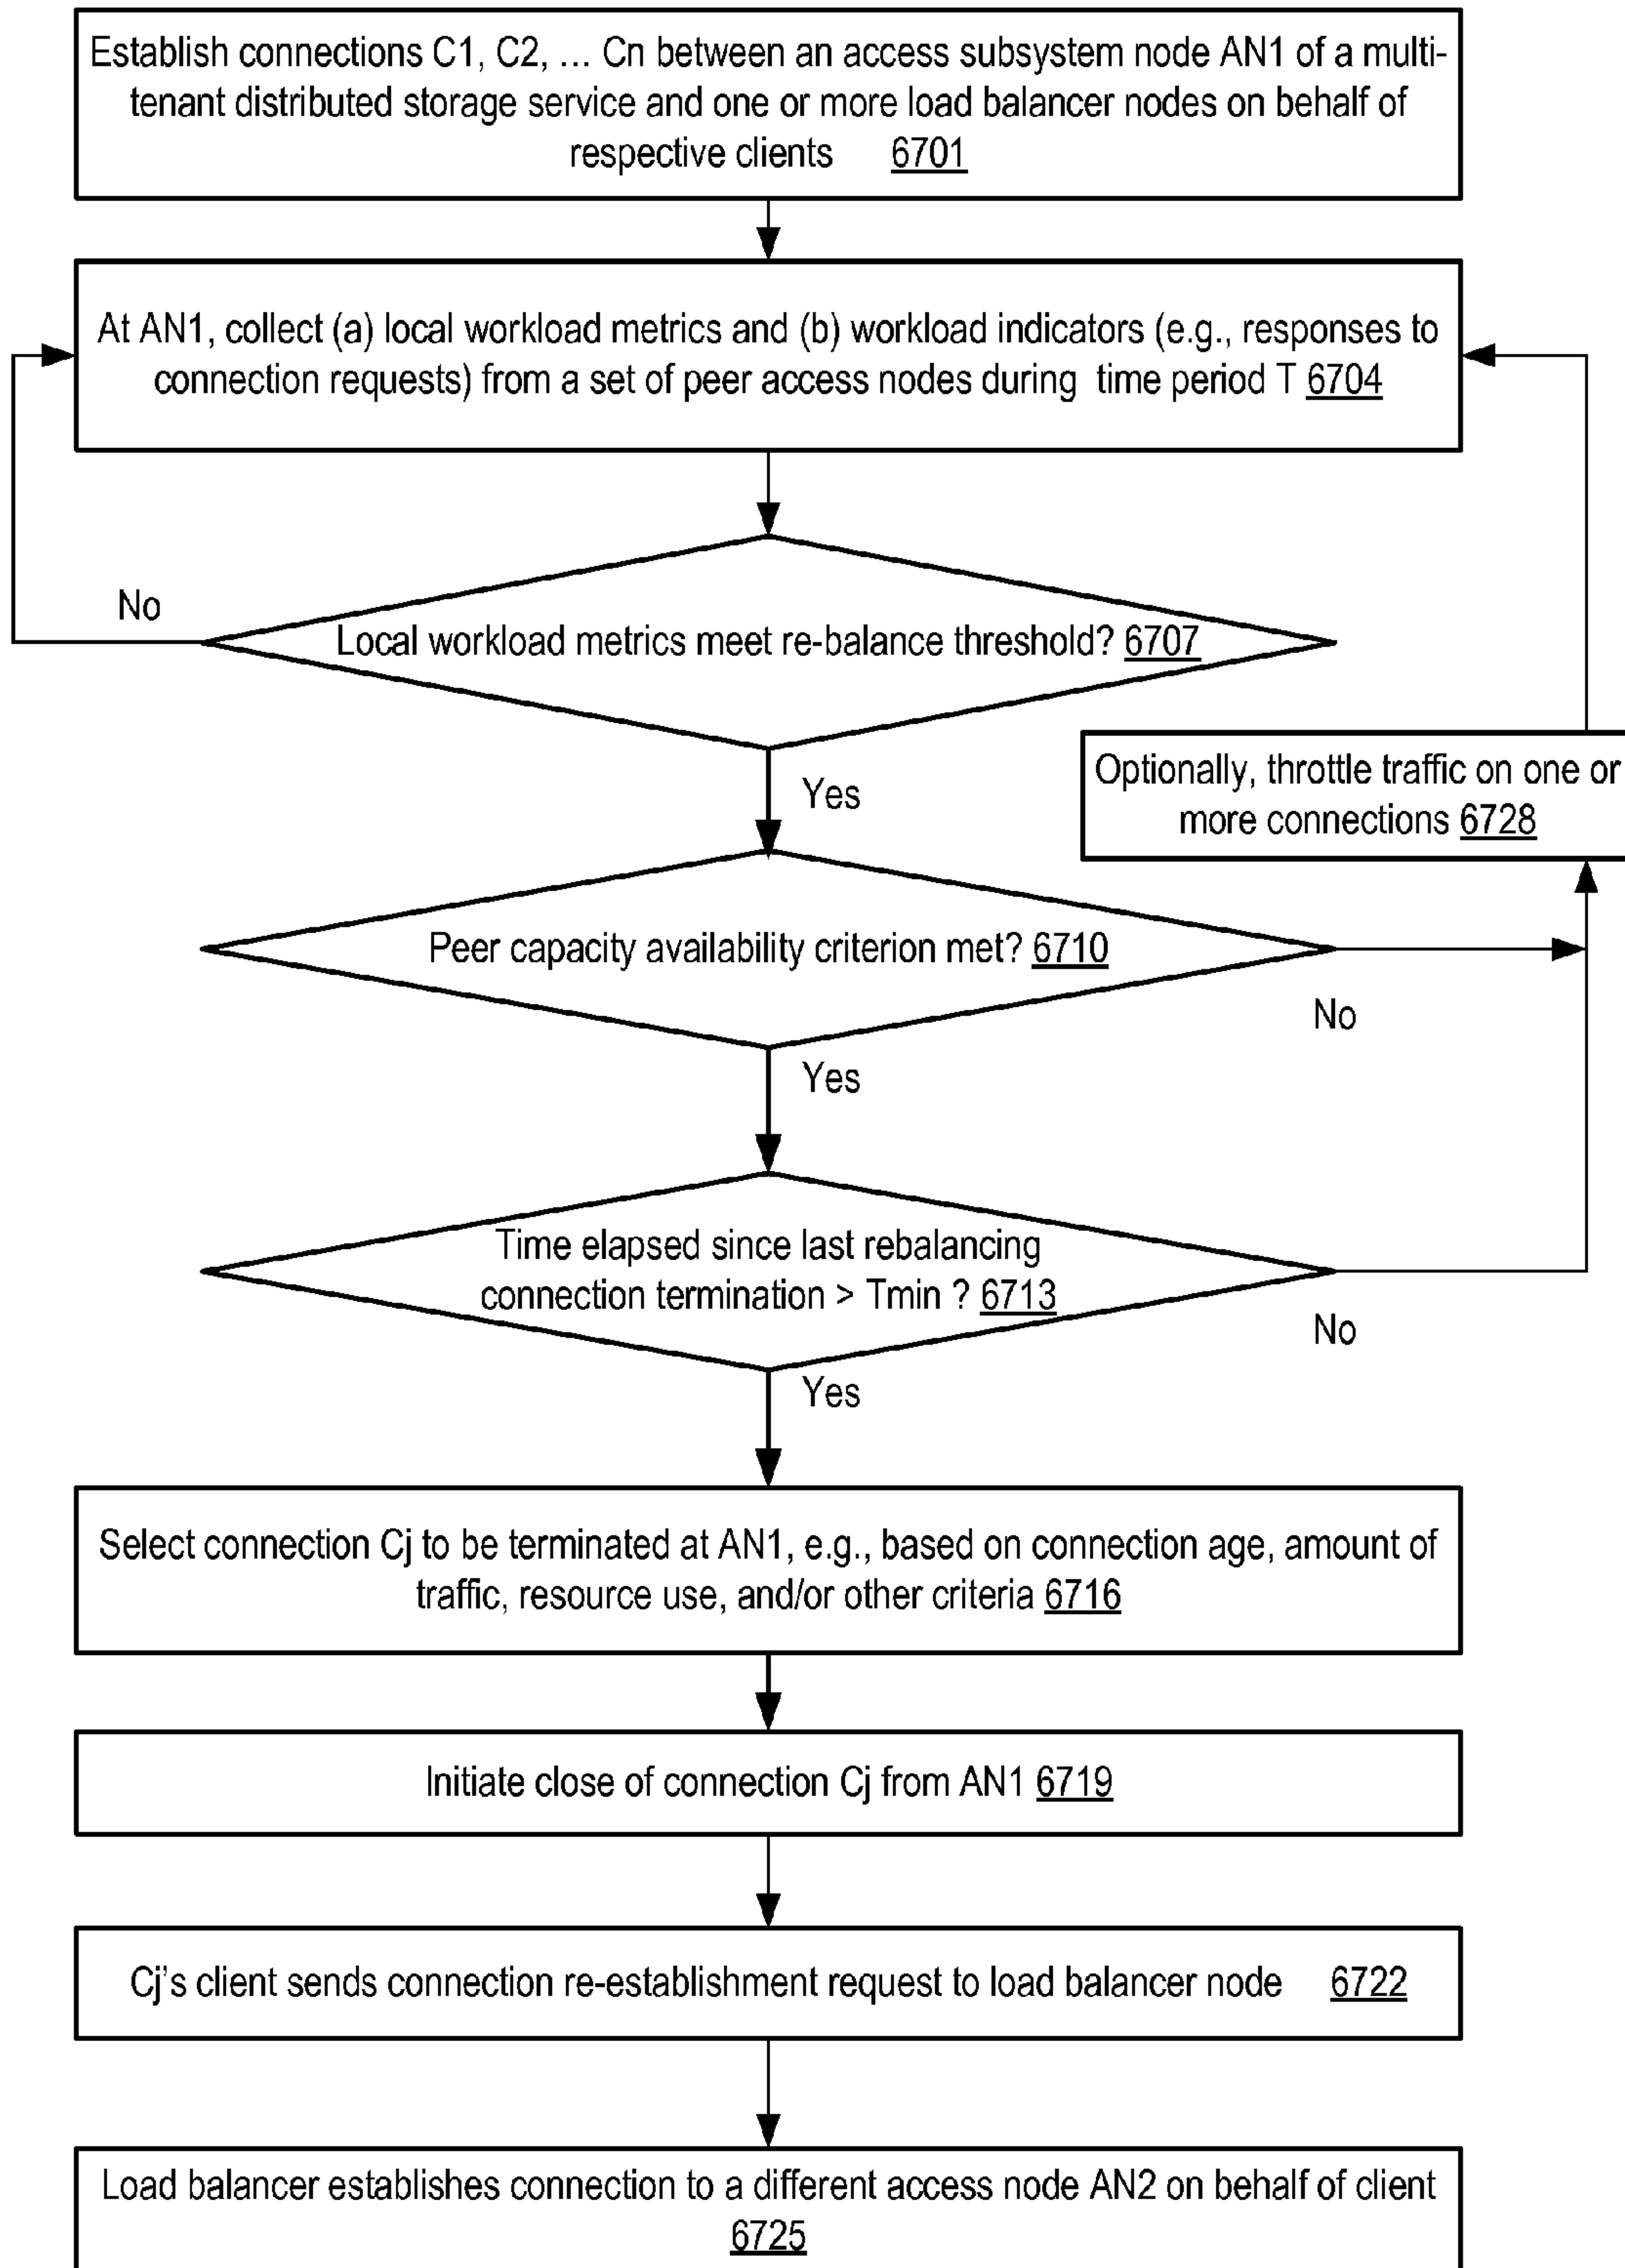 Establish connections C1, C2, ... Cn between an access subsystem node AN1 of a multi-
tenant distributed storage service and one or more load balancer nodes on behalf of
respective clients 6701
At AN1, collect (a) local workload metrics and (b) workload indicators (e.g., responses to
connection requests) from a set of peer access nodes during time period T 6704
No
Local workload metrics meet re-balance threshold? 6707
Yes
Optionally, throttle traffic on one or
more connections 6728
Peer capacity availability criterion met? 6710
No
Yes
Time elapsed since last rebalancing
connection termination > Tmin ? 6713
No
Yes
Select connection Cj to be terminated at AN1, e.g., based on connection age, amount of
traffic, resource use, and/or other criteria 6716
Initiate close of connection Cj from AN1 6719
Cj's client sends connection re-establishment request to load balancer node 6722
Load balancer establishes connection to a different access node AN2 on behalf of client
6725